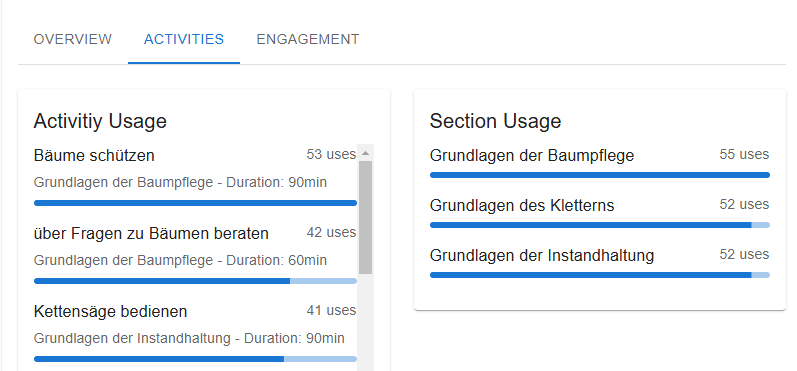 OVERVIEW ACTIVITIES ENGAGEMENT
Activitiy Usage
Bäume schützen 53 uses
Grundlagen der Baumpflege - Duration: 90min
über Fragen zu Bäumen beraten 42 uses
Grundlagen der Baumpflege - Duration: 60min
Kettensäge bedienen 41 uses
Grundlagen der Instandhaltung - Duration: 90min
Section Usage
Grundlagen der Baumpflege 55 uses
Grundlagen des Kletterns 52 uses
Grundlagen der Instandhaltung 52 uses